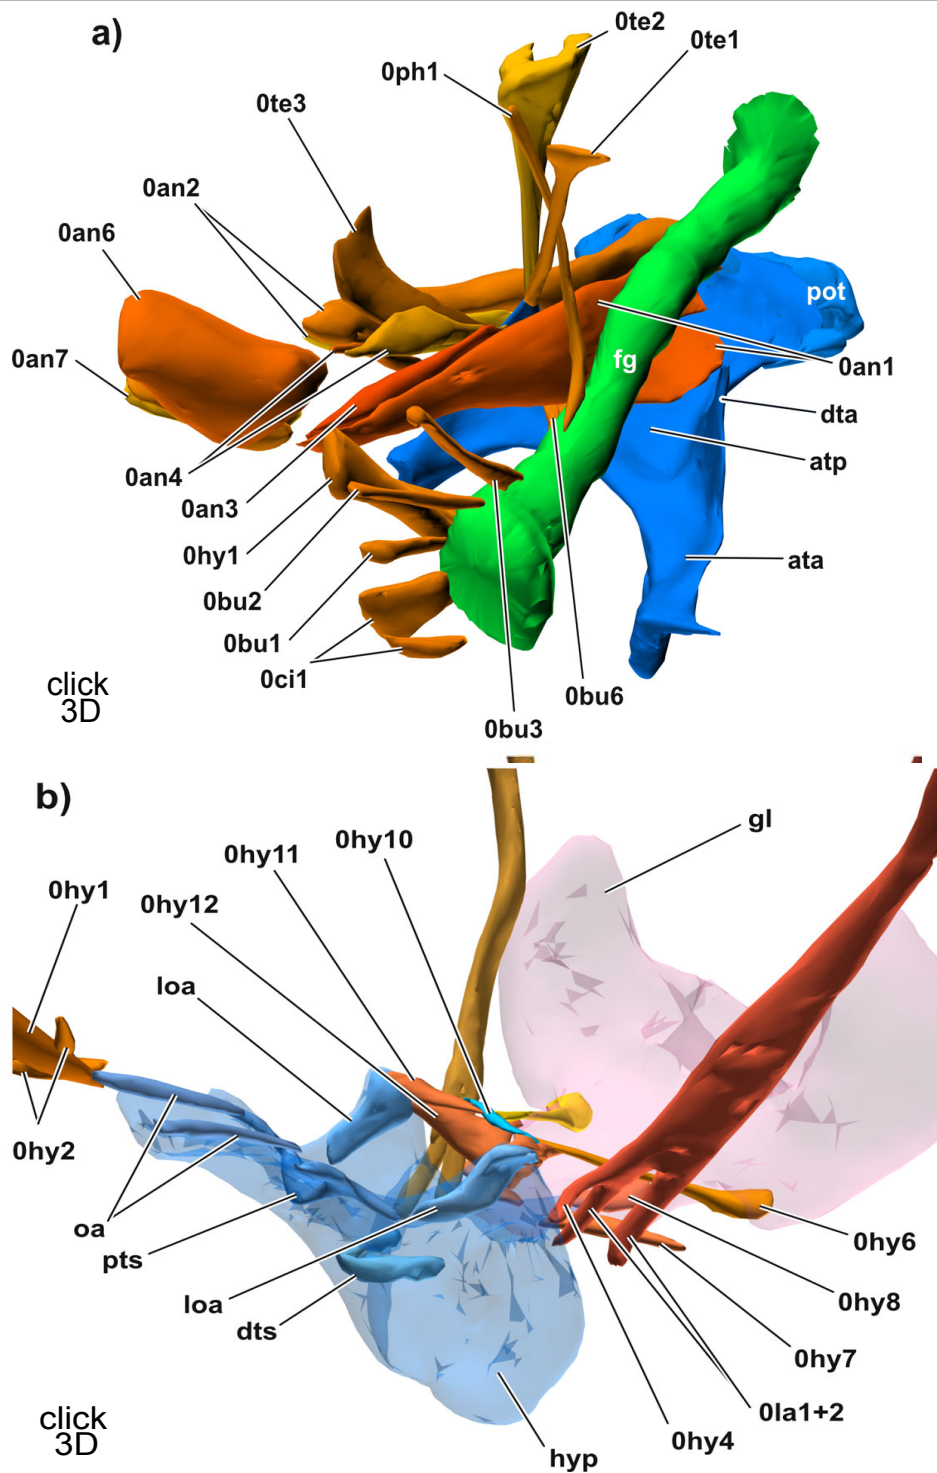 a)
0te2
0te1
0ph1
0te3
0an2
0an6
pot
0an7
fg
0an1
dta
atp
0an4
0an3
0hy1
ata
0bu2
0bu1
0ci1
click
3D
0bu6
0bu3
b)
gl
0hy10
0hy11
0hy1
0hy12
loa
0hy2
oa
pts
0hy6
loa
0hy8
dts
0hy7
0la1+2
click
3D
0hy4
hyp